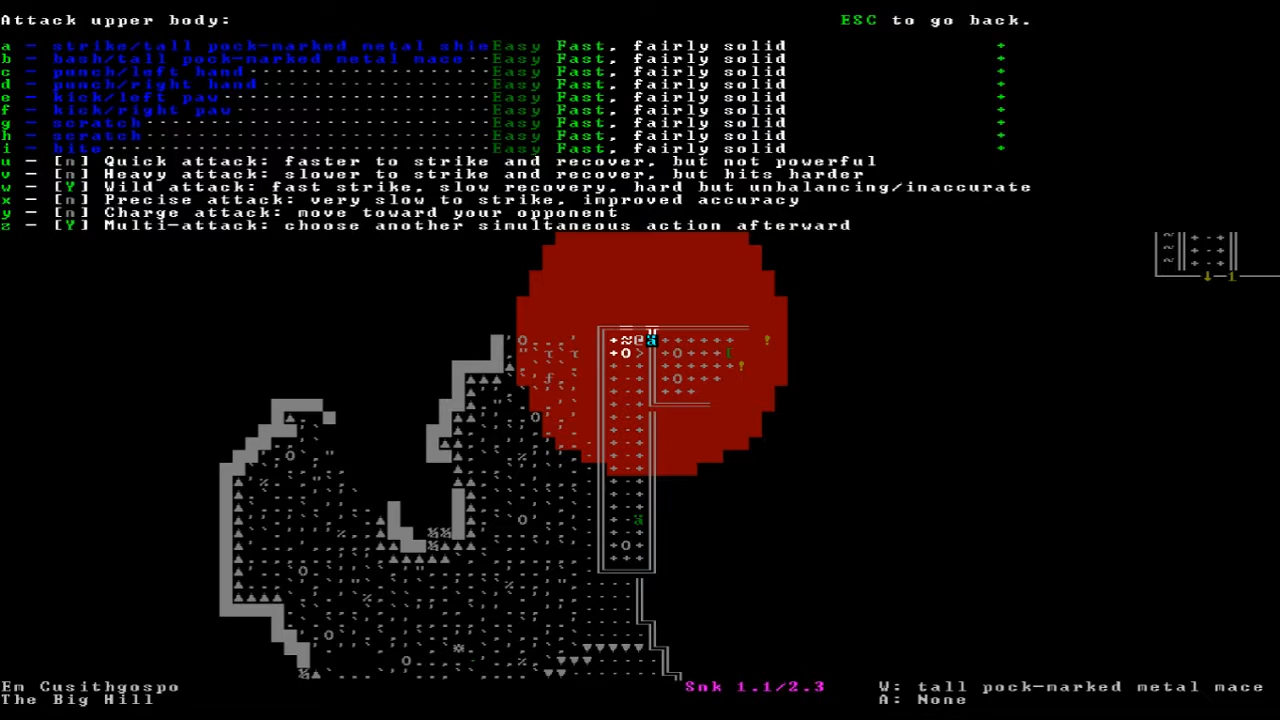 Attack upper body: ESC to go back.
a - strike/tall pock-marked metal shieEasy Fast, fairly solid +
b - bash/tall pock-marked metal mace--Easy Fast, fairly solid
c - punch/left hand Easy Fast, fairly solid +
d - punch/right hand Easy Fast, fairly solid +
e - kick/left paw Easy Fast, fairly solid +
f - kick/right paw Easy Fast, fairly solid +
g - scratch Easy Fast, fairly solid +
h - scratch Easy Fast, fairly solid +
i - bite Easy Fast, fairly solid +
u - [n] Quick attack: faster to strike and recover, but not powerful
v - [n] Heavy attack: slower to strike and recover, but hits harder
w - [Y] Wild attack: fast strike, slow recovery, hard but unbalancing/inaccurate
x - [n] Precise attack: very slow to strike, improved accuracy
y - [n] Charge attack: move toward your opponent
z - [Y] Multi-attack: choose another simultaneous action afterward
Em Cusithgospo
The Big Hill
Snk 1.1/2.3
W: tall pock-marked metal mace
A: None